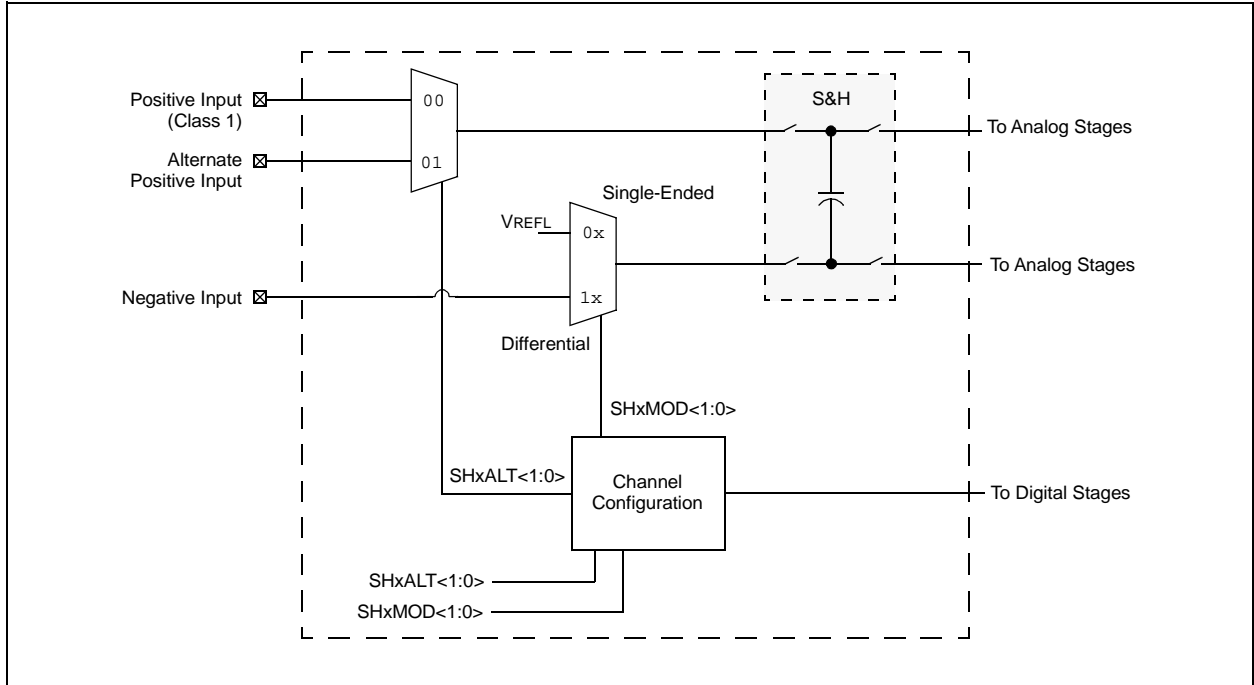 Positive Input
(Class 1)
00
S&H
To Analog Stages
Alternate
Positive Input
01
Single-Ended
VREFL
0x
To Analog Stages
Negative Input
1x
Differential
SHxMOD<1:0>
SHxALT<1:0>
Channel
Configuration
To Digital Stages
SHxALT<1:0>
SHxMOD<1:0>